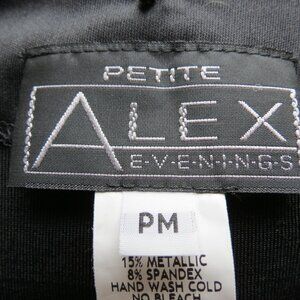 PETITE
ALEX
E·V·E·N·I·N·G·S
PM
15% METALLIC
8% SPANDEX
HAND WASH COLD
NO BLEACH